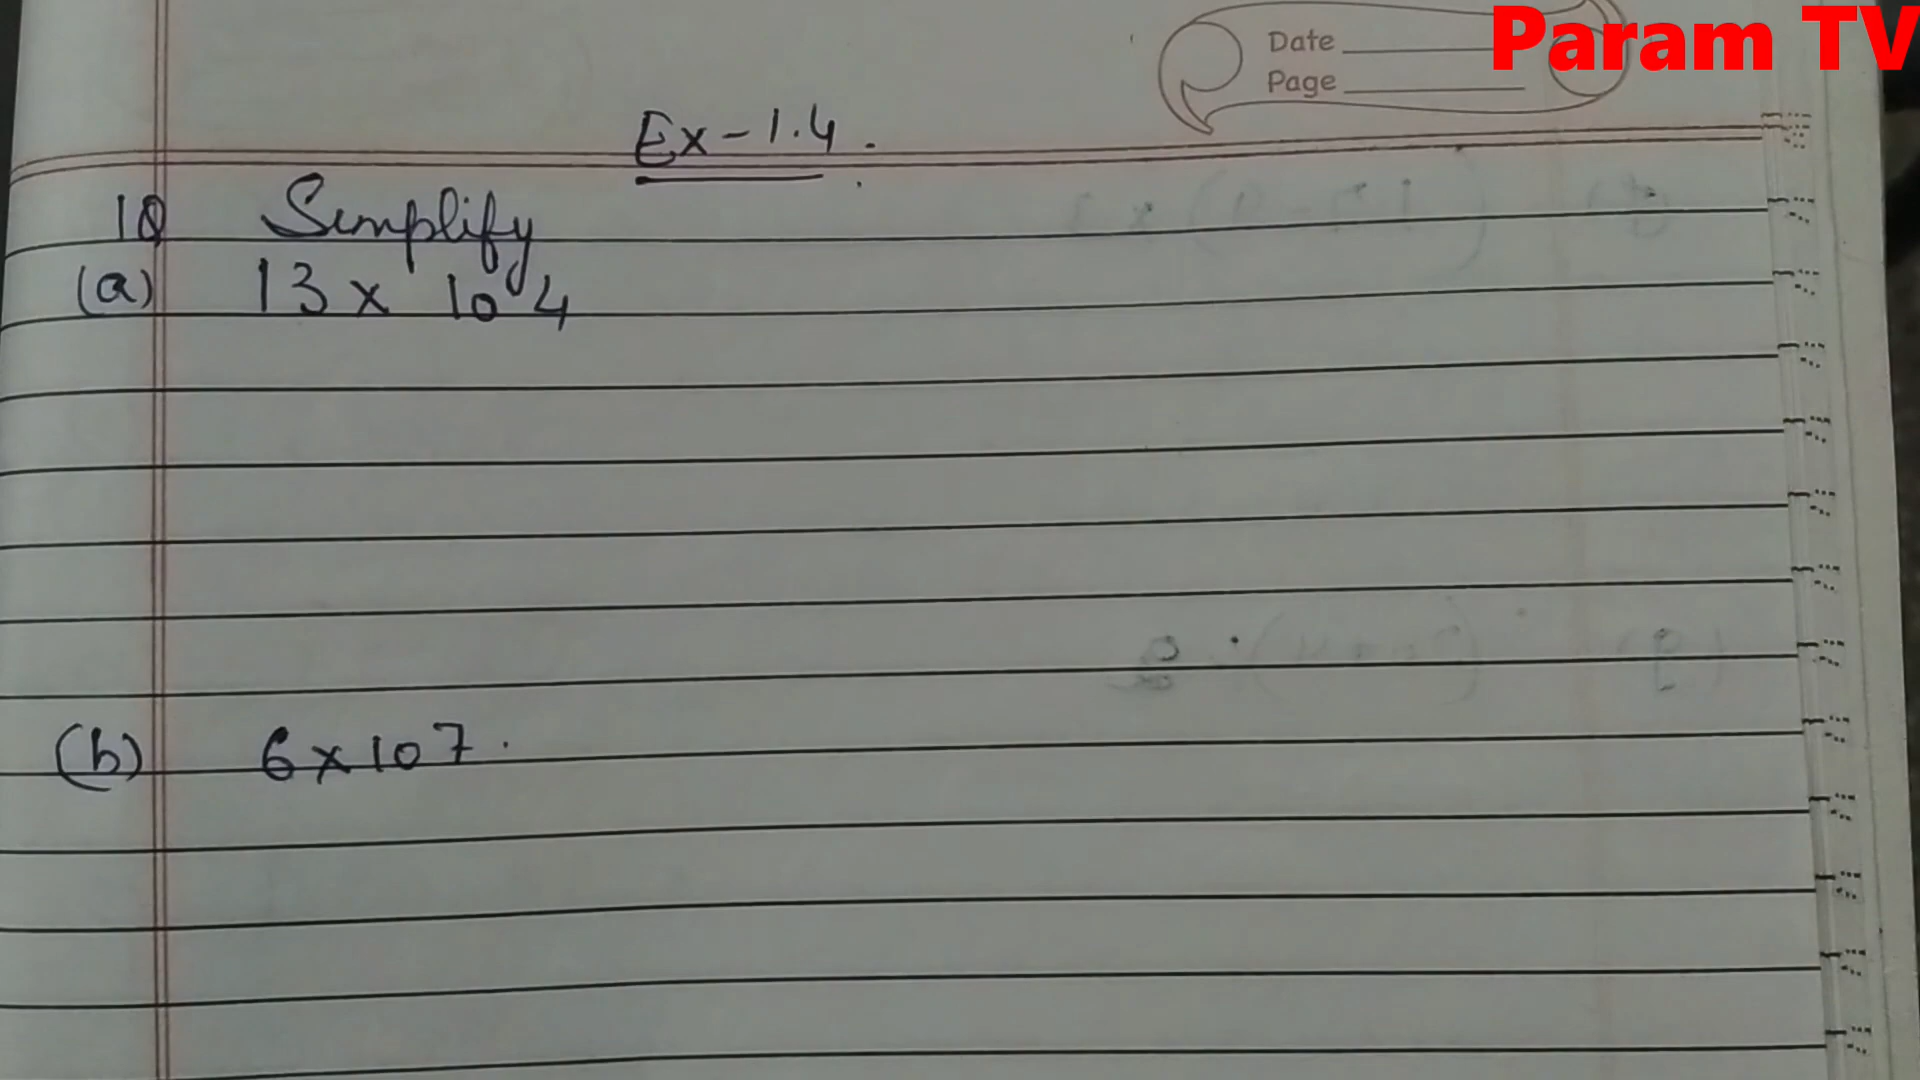 Param TV
Date
Page
Ex-1.4.
1Q Simplify
(a) 13 x 104
(b) 6 x 107.